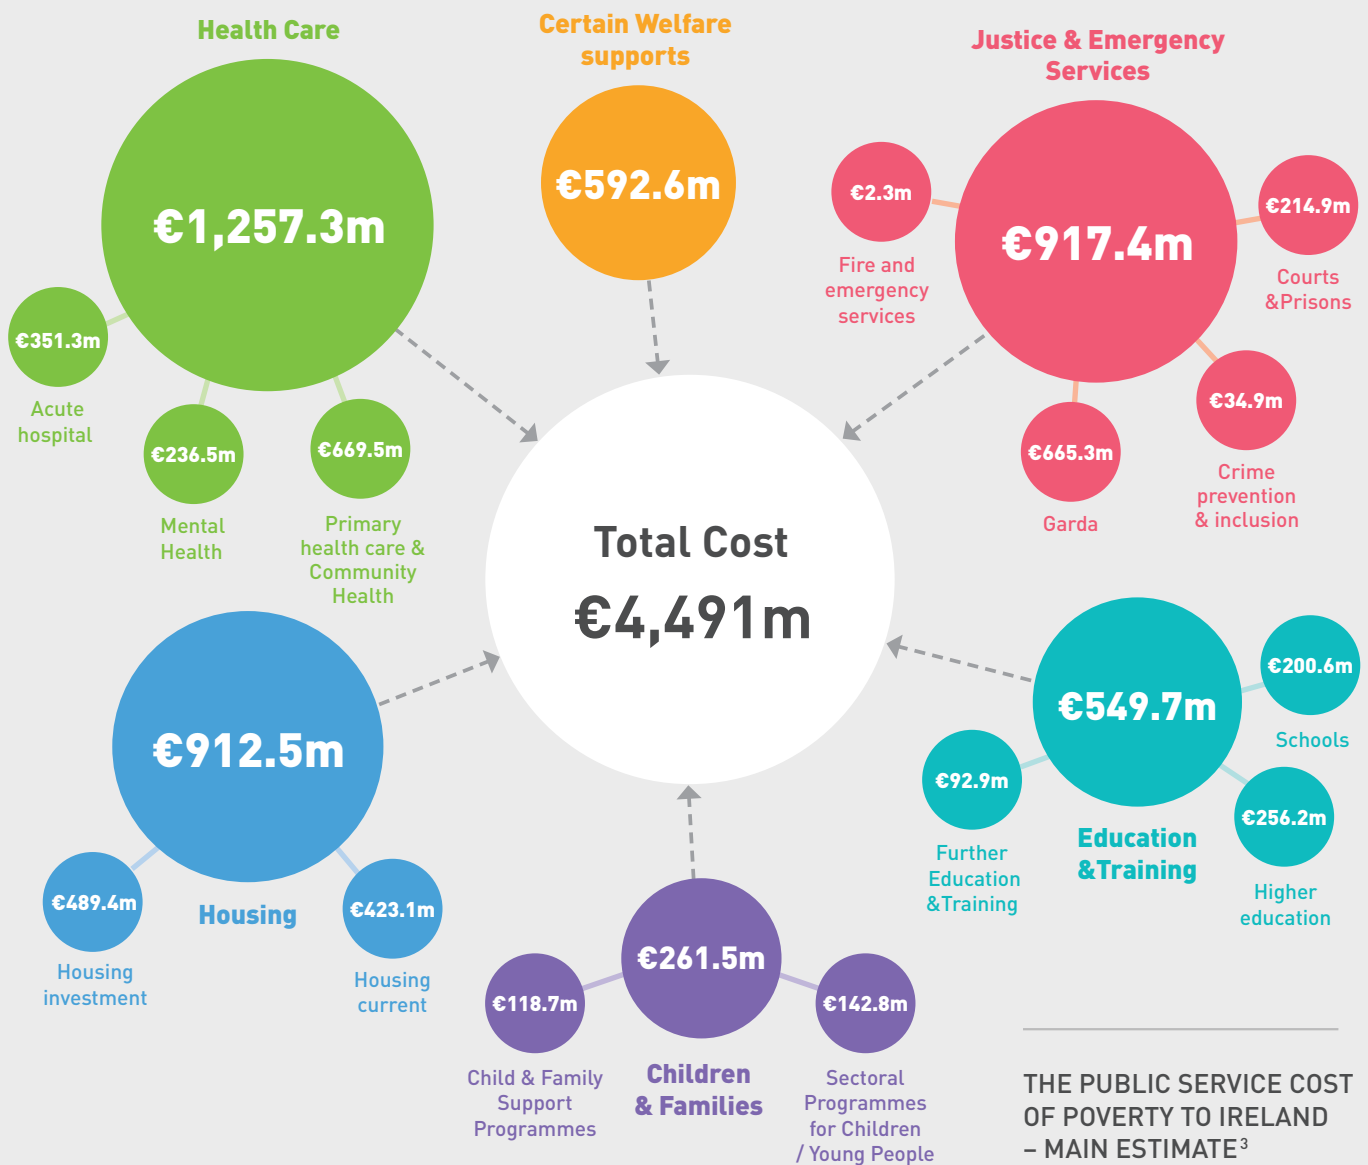 Health Care
€1,257.3m
€351.3m
Acute
hospital
€236.5m
Mental
Health
€669.5m
Primary
health care &
Community
Health
Certain Welfare
supports
€592.6m
Justice & Emergency
Services
€917.4m
€2.3m
Fire and
emergency
services
€214.9m
Courts
&Prisons
€34.9m
Crime
prevention
& inclusion
€665.3m
Garda
Total Cost
€4,491m
€912.5m
Housing
€489.4m
Housing
investment
€423.1m
Housing
current
€261.5m
Children
& Families
€118.7m
Child & Family
Support
Programmes
€142.8m
Sectoral
Programmes
for Children
/ Young People
€549.7m
Education
&Training
€200.6m
Schools
€92.9m
Further
Education
&Training
€256.2m
Higher
education
THE PUBLIC SERVICE COST
OF POVERTY TO IRELAND
– MAIN ESTIMATE³